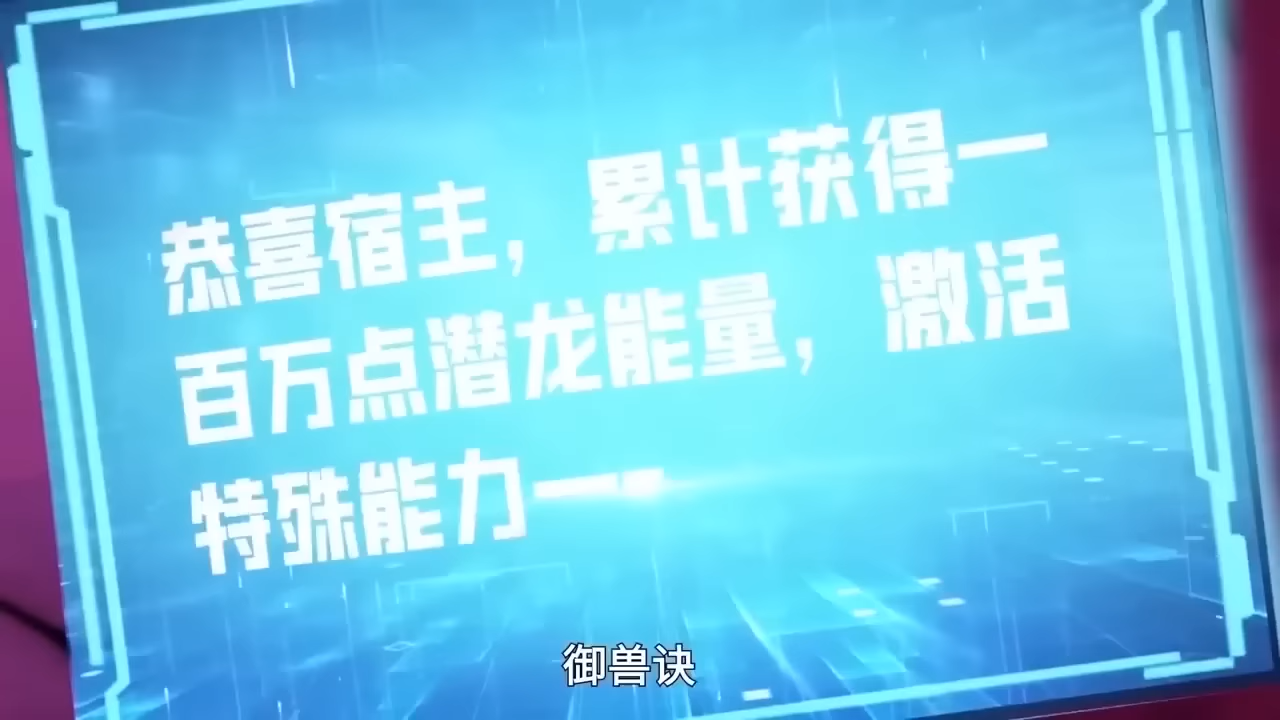 恭喜宿主，累计获得一
百万点潜龙能量，激活
特殊能力——
御兽诀